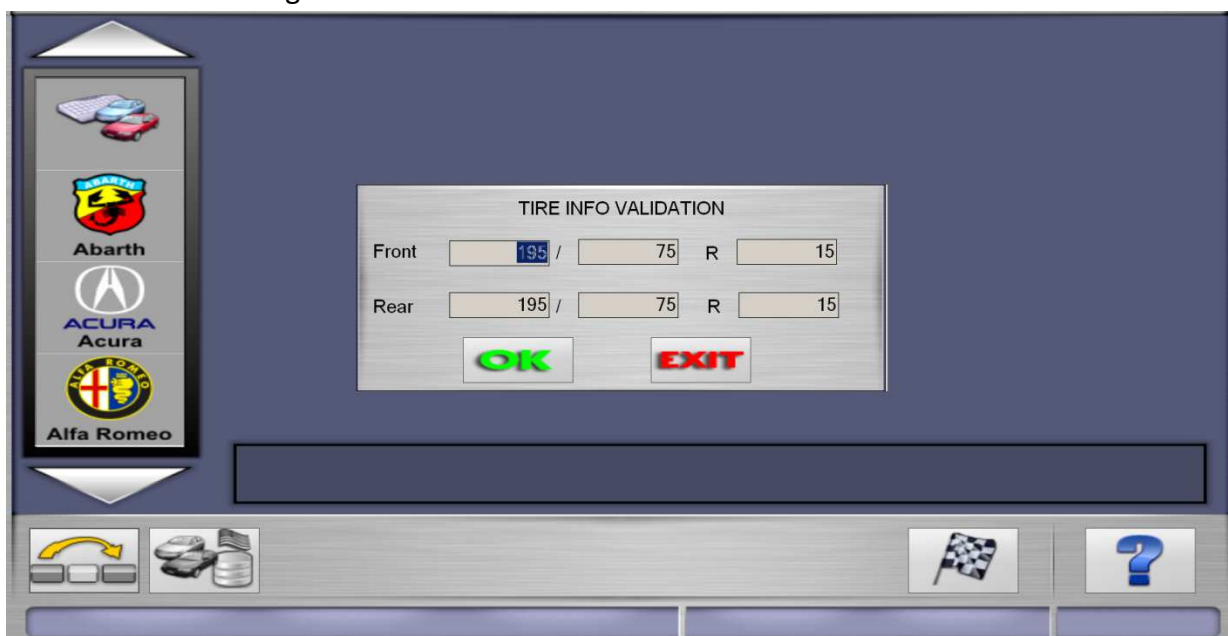 ABARTH
Abarth
ACURA
Acura
ALFA ROMEO
Alfa Romeo
TIRE INFO VALIDATION
Front 195 / 75 R 15
Rear 195 / 75 R 15
OK EXIT
?